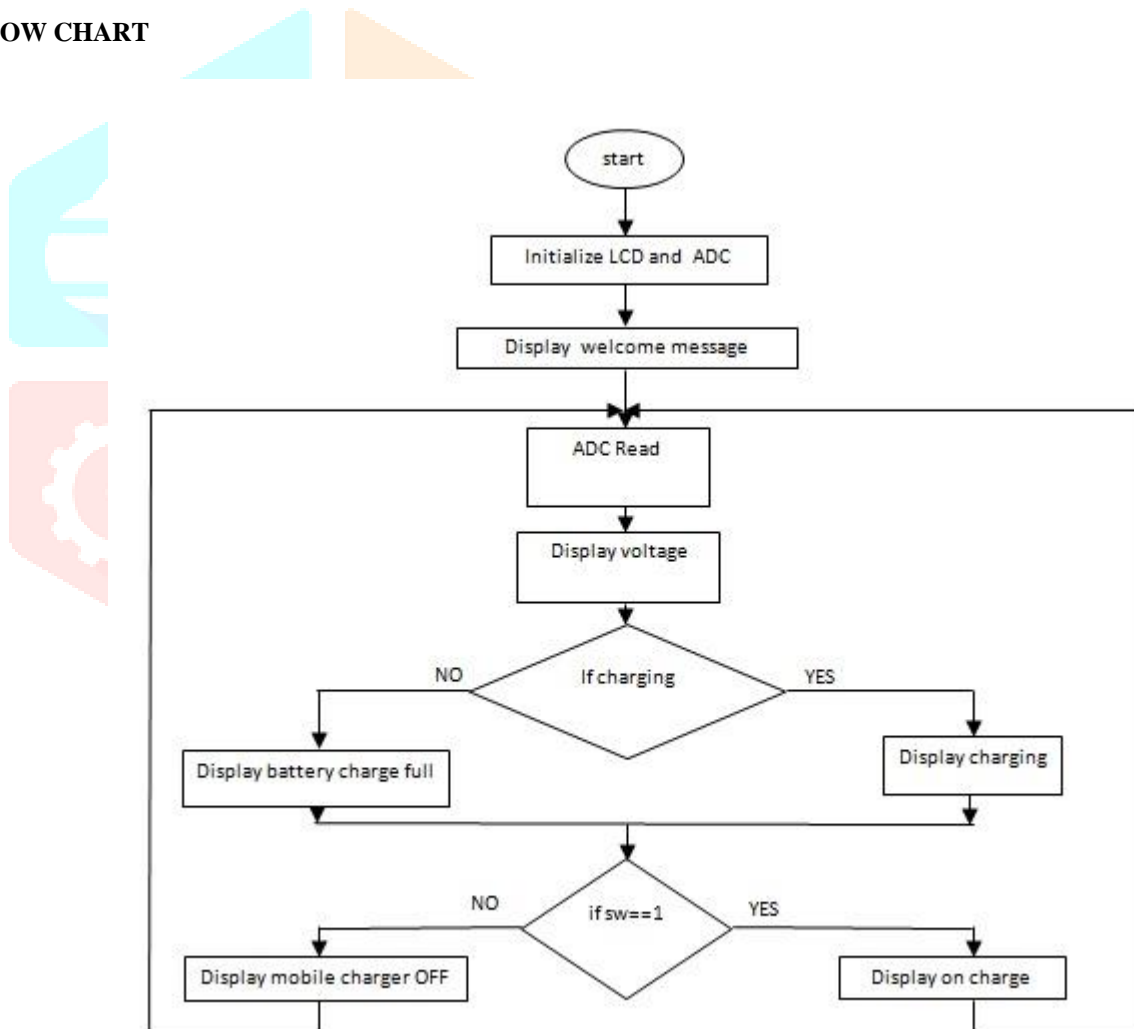 OW CHART
start
Initialize LCD and ADC
Display welcome message
ADC Read
Display voltage
NO
If charging
YES
Display battery charge full
Display charging
NO
if sw==1
YES
Display mobile charger OFF
Display on charge